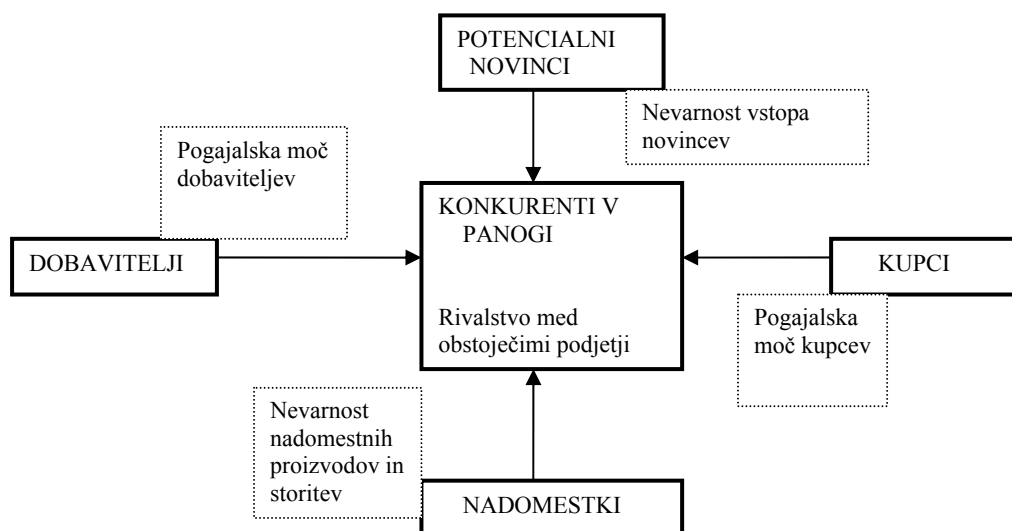 POTENCIALNI
NOVINCI
Nevarnost vstopa
novincev
Pogajalska moč
dobaviteljev
KONKURENTI V
PANOGI
DOBAVITELJI
KUPCI
Rivalstvo med
obstoječimi podjetji
Pogajalska
moč kupcev
Nevarnost
nadomestnih
proizvodov in
storitev
NADOMESTKI